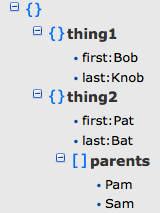 {}
{}thing1
first:Bob
last:Knob
{}thing2
first:Pat
last:Bat
[]parents
Pam
Sam